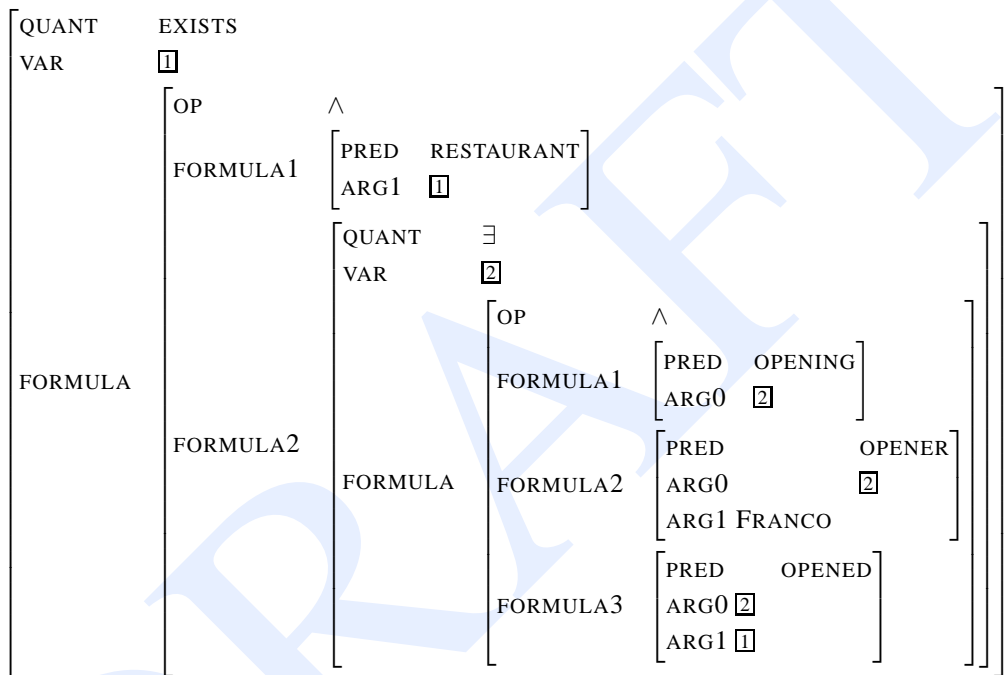 QUANT EXISTS
VAR 1
OP ∧
PRED RESTAURANT
FORMULA1
ARG1 1
QUANT ∃
VAR 2
OP ∧
PRED OPENING
FORMULA1
ARG0 2
FORMULA
PRED OPENER
FORMULA2
FORMULA FORMULA2 ARG0 2
ARG1 FRANCO
PRED OPENED
FORMULA3 ARG0 2
ARG1 1
DRAFT